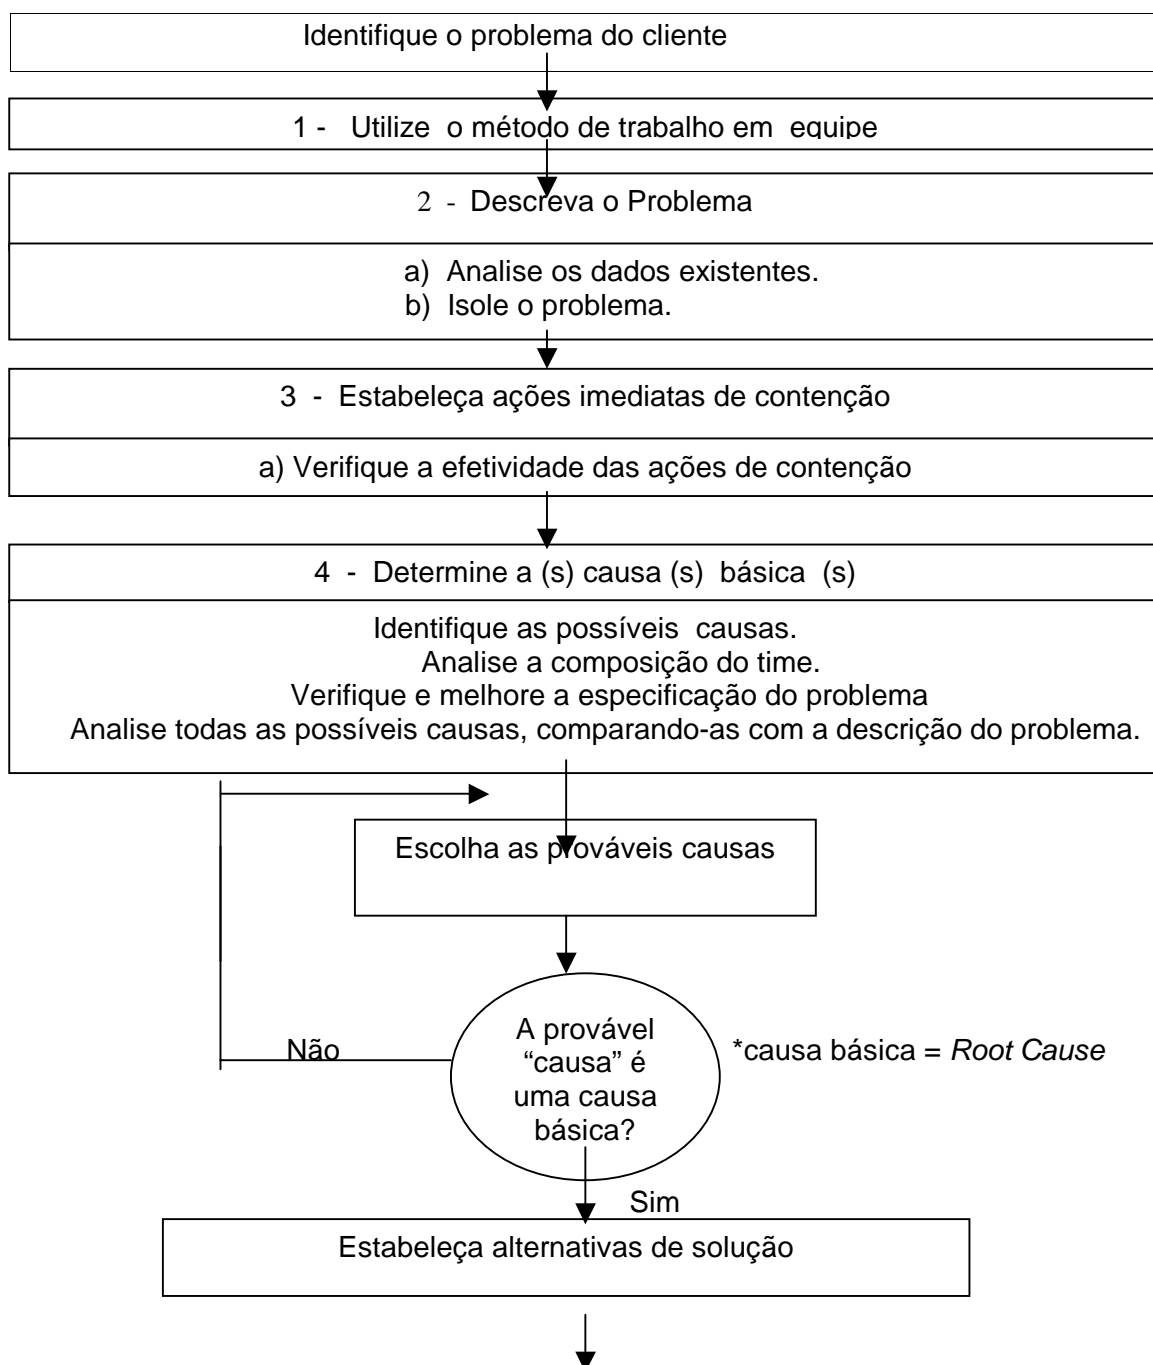 Identifique o problema do cliente
1 - Utilize o método de trabalho em equipe
2 - Descreva o Problema
a) Analise os dados existentes.
b) Isole o problema.
3 - Estabeleça ações imediatas de contenção
a) Verifique a efetividade das ações de contenção
4 - Determine a (s) causa (s) básica (s)
Identifique as possíveis causas.
Analise a composição do time.
Verifique e melhore a especificação do problema
Analise todas as possíveis causas, comparando-as com a descrição do problema.
Escolha as prováveis causas
A provável
“causa” é
uma causa
básica?
Não
*causa básica = Root Cause
Sim
Estabeleça alternativas de solução